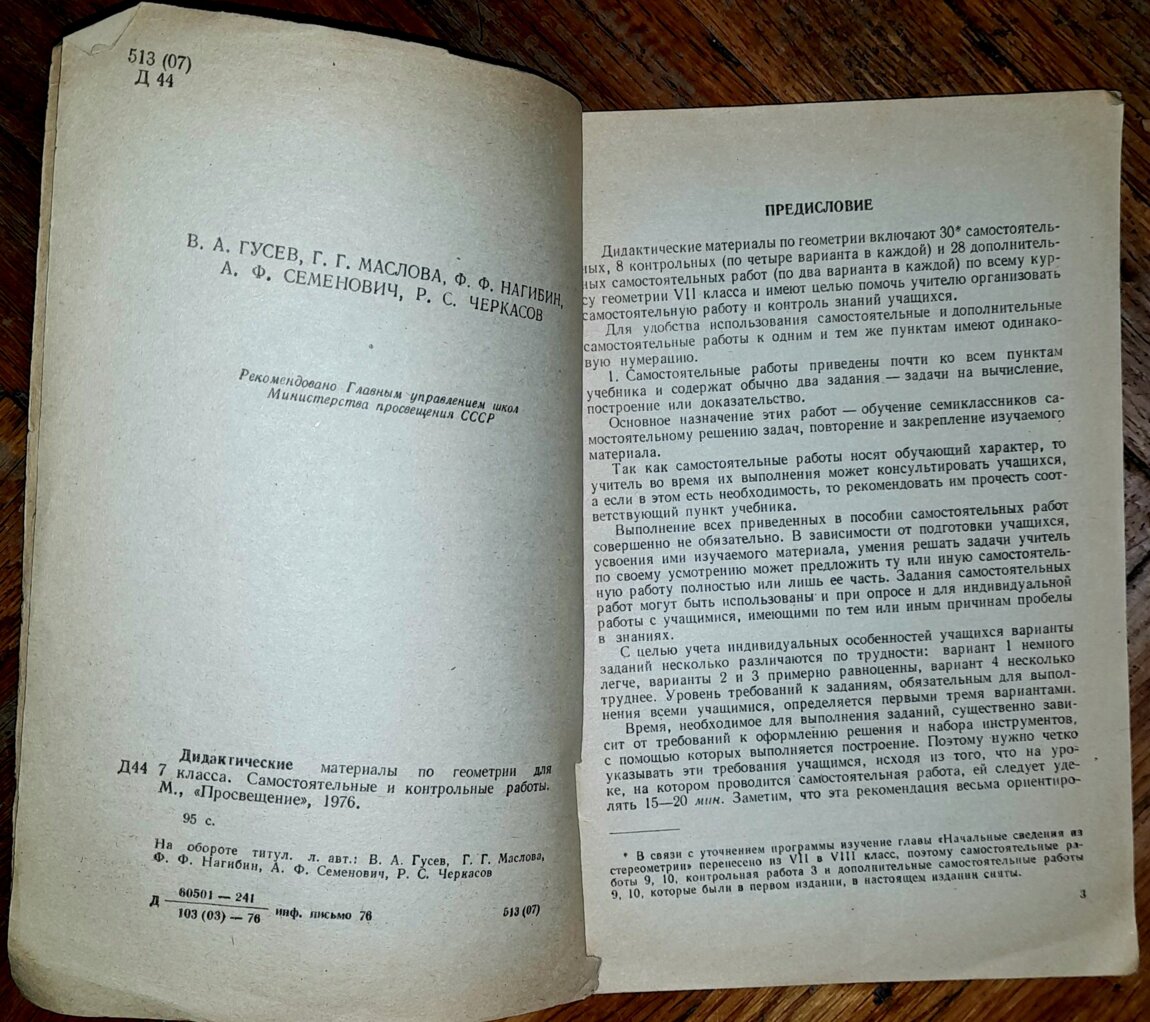 513 (07)
Д 44
В. А. ГУСЕВ, Г. Г. МАСЛОВА, Ф. Ф. НАГИБИН,
А. Ф. СЕМЕНОВИЧ, Р. С. ЧЕРКАСОВ
Рекомендовано Главным управлением школ
Министерства просвещения СССР
Дидактические материалы по геометрии для
Д44 7 класса. Самостоятельные и контрольные работы.
М., «Просвещение», 1976.
95 с.
На обороте титул. л. авт.: В. А. Гусев, Г. Г. Маслова,
Ф. Ф. Нагибин, А. Ф. Семенович, Р. С. Черкасов
60501 — 241
Д инф. письмо 76 513 (07)
103 (03) — 76
ПРЕДИСЛОВИЕ
Дидактические материалы по геометрии включают 30* самостоятель-
ных, 8 контрольных (по четыре варианта в каждой) и 28 дополнитель-
ных самостоятельных работ (по два варианта в каждой) по всему кур-
су геометрии VII класса и имеют целью помочь учителю организовать
самостоятельную работу и контроль знаний учащихся.
Для удобства использования самостоятельные и дополнительные
самостоятельные работы к одним и тем же пунктам имеют одинако-
вую нумерацию.
1. Самостоятельные работы приведены почти ко всем пунктам
учебника и содержат обычно два задания — задачи на вычисление,
построение или доказательство.
Основное назначение этих работ — обучение семиклассников са-
мостоятельному решению задач, повторение и закрепление изучаемого
материала.
Так как самостоятельные работы носят обучающий характер, то
учитель во время их выполнения может консультировать учащихся,
а если в этом есть необходимость, то рекомендовать им прочесть соот-
ветствующий пункт учебника.
Выполнение всех приведенных в пособии самостоятельных работ
совершенно не обязательно. В зависимости от подготовки учащихся,
усвоения ими изучаемого материала, умения решать задачи учитель
по своему усмотрению может предложить ту или иную самостоятель-
ную работу полностью или лишь ее часть. Задания самостоятельных
работ могут быть использованы и при опросе и для индивидуальной
работы с учащимися, имеющими по тем или иным причинам пробелы
в знаниях.
С целью учета индивидуальных особенностей учащихся варианты
заданий несколько различаются по трудности: вариант 1 немного
легче, варианты 2 и 3 примерно равноценны, вариант 4 несколько
труднее. Уровень требований к заданиям, обязательным для выпол-
нения всеми учащимися, определяется первыми тремя вариантами.
Время, необходимое для выполнения заданий, существенно зави-
сит от требований к оформлению решения и набора инструментов,
с помощью которых выполняется построение. Поэтому нужно четко
указывать эти требования учащимся, исходя из того, что на уро-
ке, на котором проводится самостоятельная работа, ей следует уде-
лять 15—20 мин. Заметим, что эта рекомендация весьма ориентиро-
* В связи с уточнением программы изучение главы «Начальные сведения из
стереометрии» перенесено из VII в VIII класс, поэтому самостоятельные ра-
боты 9, 10, контрольная работа 3 и дополнительные самостоятельные работы
9, 10, которые были в первом издании, в настоящем издании сняты.
3